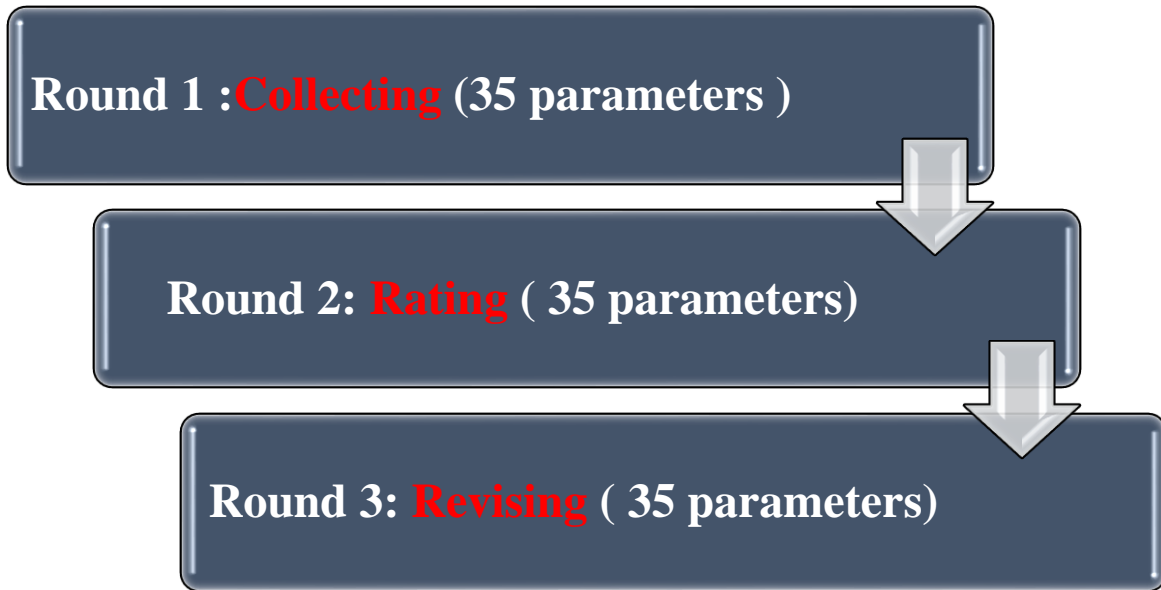 Round 1 :Collecting (35 parameters )
Round 2: Rating ( 35 parameters)
Round 3: Revising ( 35 parameters)